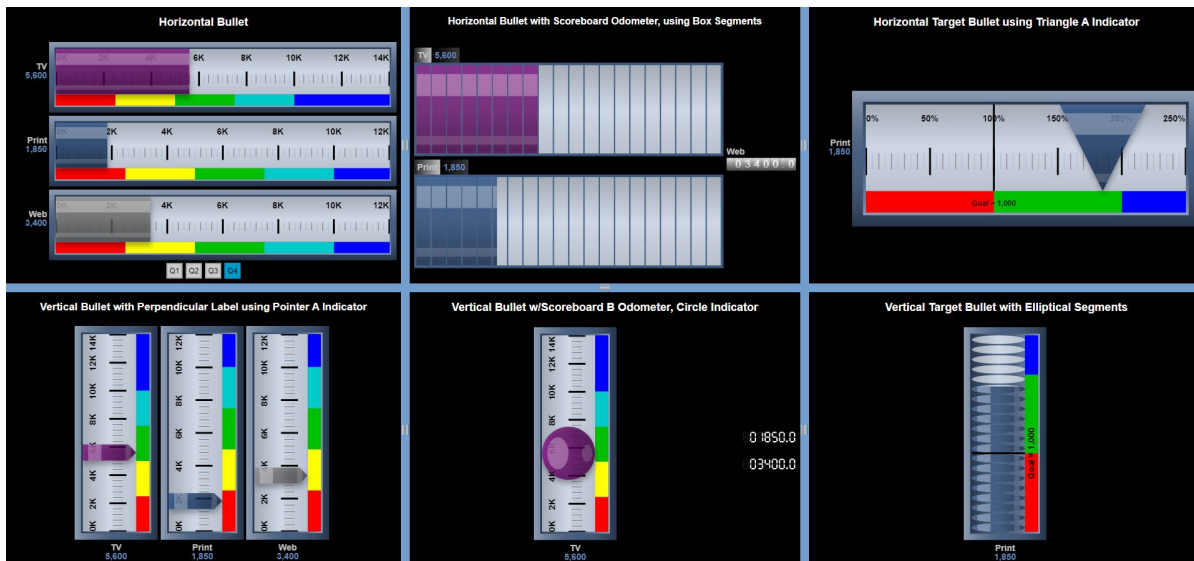 Horizontal Bullet
0K 2K 4K 6K 8K 10K 12K 14K
TV
5,600
0K 2K 4K 6K 8K 10K 12K
Print
1,850
0K 2K 4K 6K 8K 10K 12K
Web
3,400
Q1 Q2 Q3 Q4
Horizontal Bullet with Scoreboard Odometer, using Box Segments
TV 5,600
Print 1,850
Web
03400 0
Horizontal Target Bullet using Triangle A Indicator
0% 50% 100% 150% 200% 250%
Print
1,850
Goal = 1,000
Vertical Bullet with Perpendicular Label using Pointer A Indicator
14K 12K 10K 8K 6K 4K 2K 0K
TV
5,600
12K 10K 8K 6K 4K 2K 0K
Print
1,850
12K 10K 8K 6K 4K 2K 0K
Web
3,400
Vertical Bullet w/Scoreboard B Odometer, Circle Indicator
14K 12K 10K 8K 4K 2K 0K
TV
5,600
01850.0
03400.0
Vertical Target Bullet with Elliptical Segments
Goal = 1,000
Print
1,850